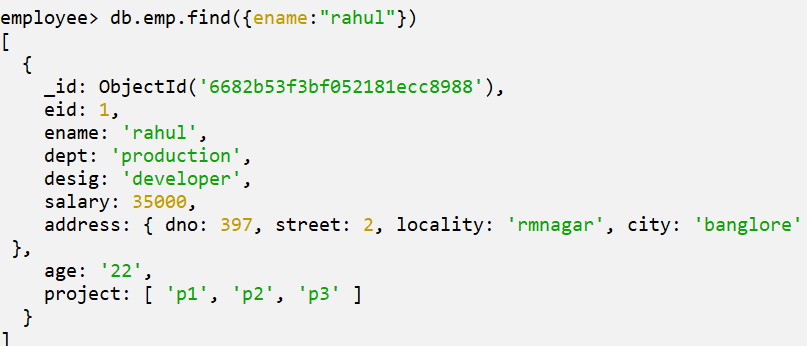 employee> db.emp.find({ename:"rahul"})
[
  {
    _id: ObjectId('6682b53f3bf052181ecc8988'),
    eid: 1,
    ename: 'rahul',
    dept: 'production',
    desig: 'developer',
    salary: 35000,
    address: { dno: 397, street: 2, locality: 'rmnagar', city: 'banglore'
 },
    age: '22',
    project: [ 'p1', 'p2', 'p3' ]
  }
]